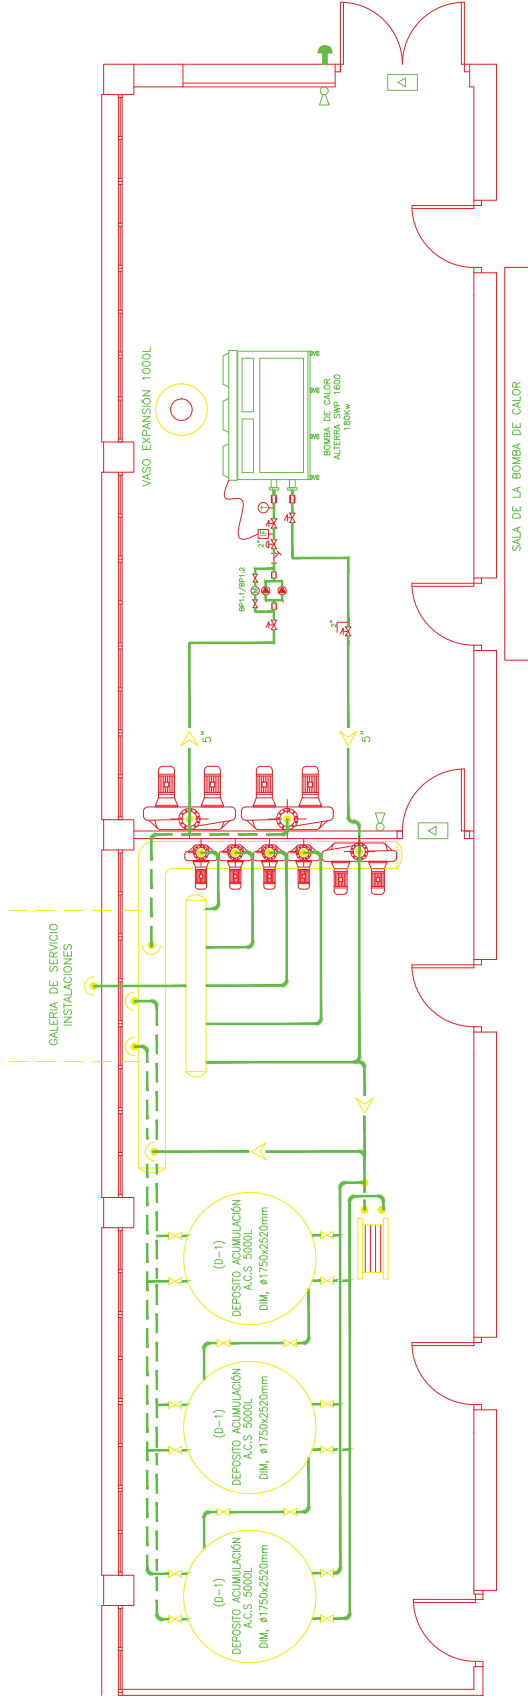 VASO EXPANSIÓN 1000L
BOMBA DE CALOR
ALTERRA SWP 1600
180Kw
SALA DE LA BOMBA DE CALOR
T
IF
2"
BP1.1/BP1.2
2"
5"
5"
GALERIA DE SERVICIO
INSTALACIONES
(D-1)
DEPOSITO ACUMULACIÓN
A.C.S 5000L
DIM, ø1750x2520mm
(D-1)
DEPOSITO ACUMULACIÓN
A.C.S 5000L
DIM, ø1750x2520mm
(D-1)
DEPOSITO ACUMULACIÓN
A.C.S 5000L
DIM, ø1750x2520mm